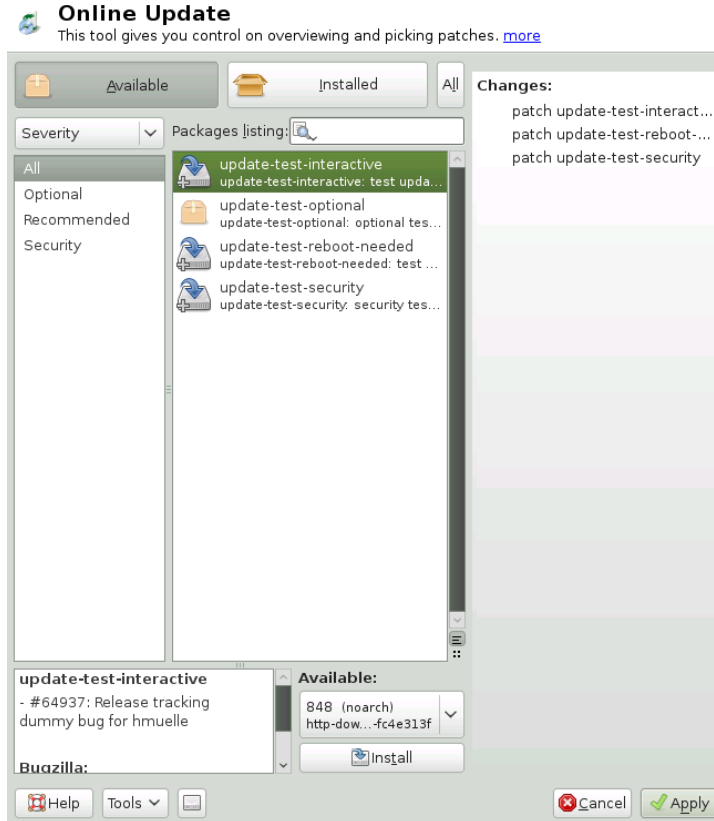 Online Update
This tool gives you control on overviewing and picking patches. more
Available
Installed
All
Changes:
patch update-test-interact...
patch update-test-reboot-...
patch update-test-security
Severity
Packages listing:
All
Optional
Recommended
Security
update-test-interactive
update-test-interactive: test upda...
update-test-optional
update-test-optional: optional tes...
update-test-reboot-needed
update-test-reboot-needed: test ...
update-test-security
update-test-security: security tes...
update-test-interactive
- #64937: Release tracking
dummy bug for hmuelle
Bugzilla:
Available:
848 (noarch)
http-dow...-fc4e313f
Install
Help
Tools
Cancel
Apply